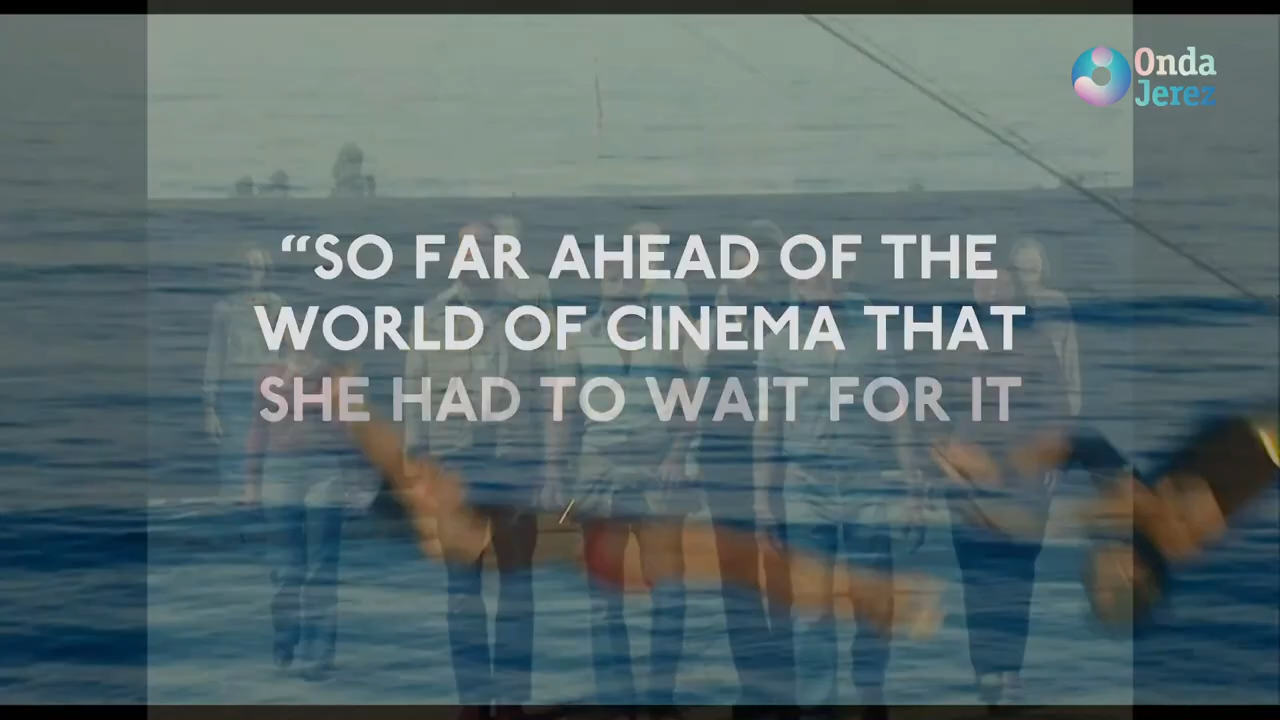 Onda
Jerez
“SO FAR AHEAD OF THE
WORLD OF CINEMA THAT
SHE HAD TO WAIT FOR IT